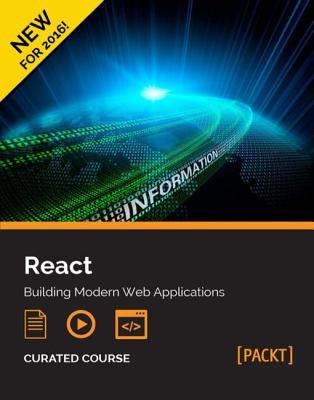 NEW
FOR 2016!
INFORMATION
React
Building Modern Web Applications
</>
CURATED COURSE
[PACKT]